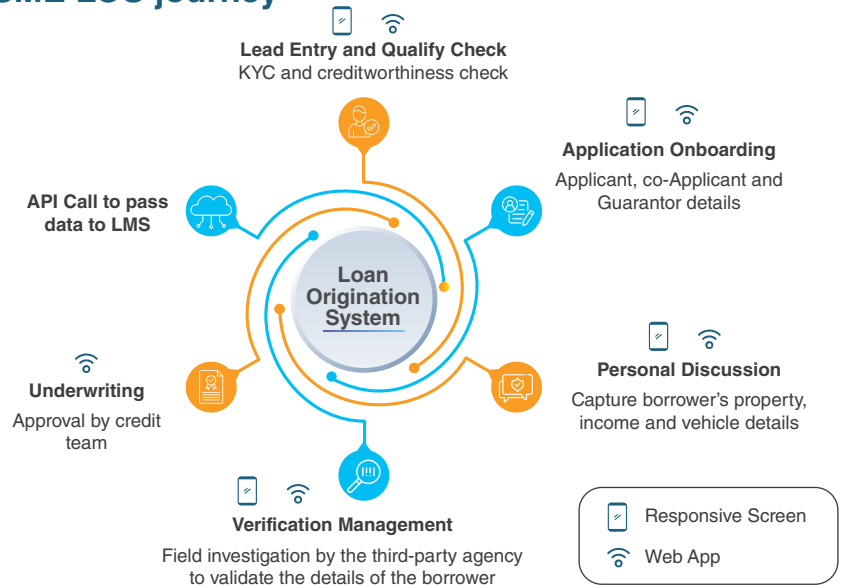 journey
Lead Entry and Qualify Check
KYC and creditworthiness check
Application Onboarding
Applicant, co-Applicant and
Guarantor details
API Call to pass
data to LMS
Loan
Origination
System
Personal Discussion
Capture borrower's property,
income and vehicle details
Underwriting
Approval by credit
team
Verification Management
Field investigation by the third-party agency
to validate the details of the borrower
Responsive Screen
Web App